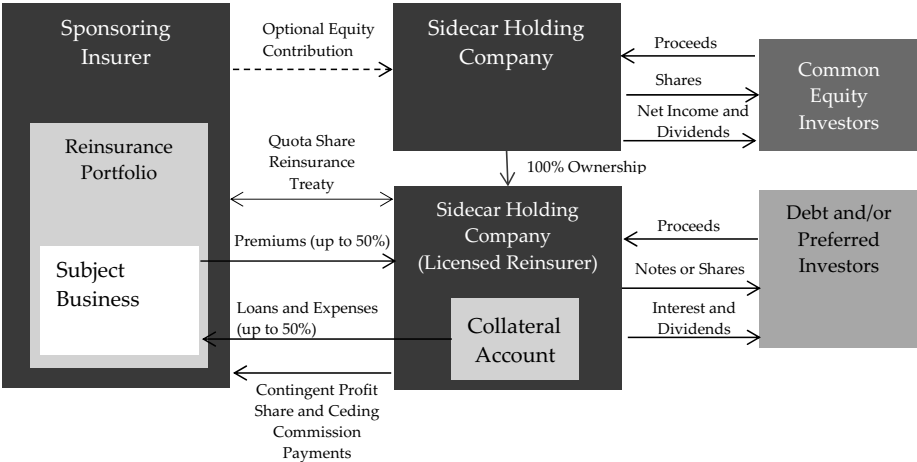 Sponsoring
Insurer
Optional Equity
Contribution
Sidecar Holding
Company
Proceeds
Shares
Net Income and
Dividends
Common
Equity
Investors
Reinsurance
Portfolio
Quota Share
Reinsurance
Treaty
100% Ownership
Sidecar Holding
Company
(Licensed Reinsurer)
Proceeds
Notes or Shares
Interest and
Dividends
Debt and/or
Preferred
Investors
Premiums (up to 50%)
Subject
Business
Loans and Expenses
(up to 50%)
Collateral
Account
Contingent Profit
Share and Ceding
Commission
Payments